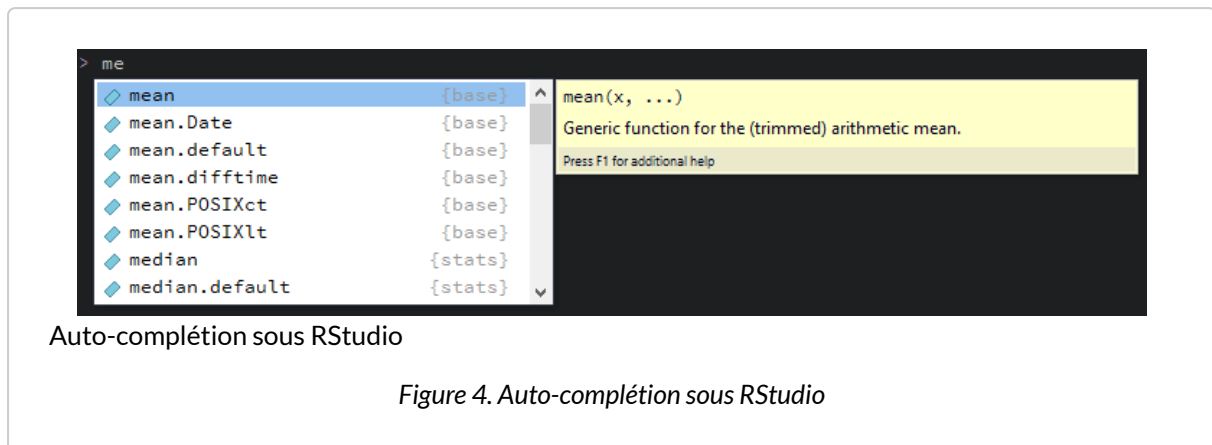 > me
mean {base}
mean.Date {base}
mean.default {base}
mean.difftime {base}
mean.POSIXct {base}
mean.POSIXlt {base}
median {stats}
median.default {stats}
mean(x, ...)
Generic function for the (trimmed) arithmetic mean.
Press F1 for additional help
Auto-complétion sous RStudio
Figure 4. Auto-complétion sous RStudio